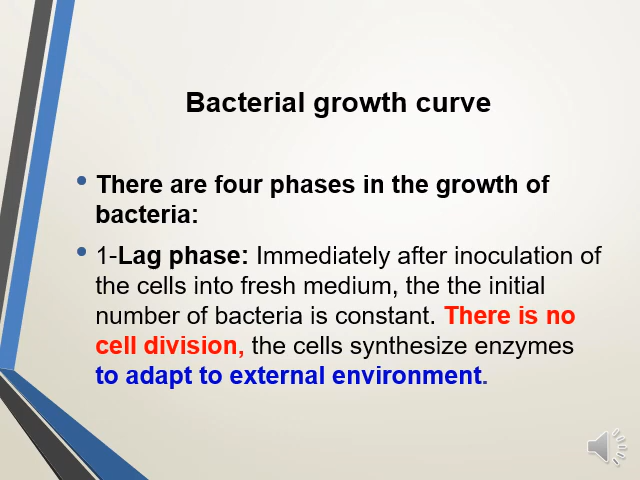 Bacterial growth curve
• There are four phases in the growth of
bacteria:
• 1-Lag phase: Immediately after inoculation of
the cells into fresh medium, the the initial
number of bacteria is constant. There is no
cell division, the cells synthesize enzymes
to adapt to external environment.